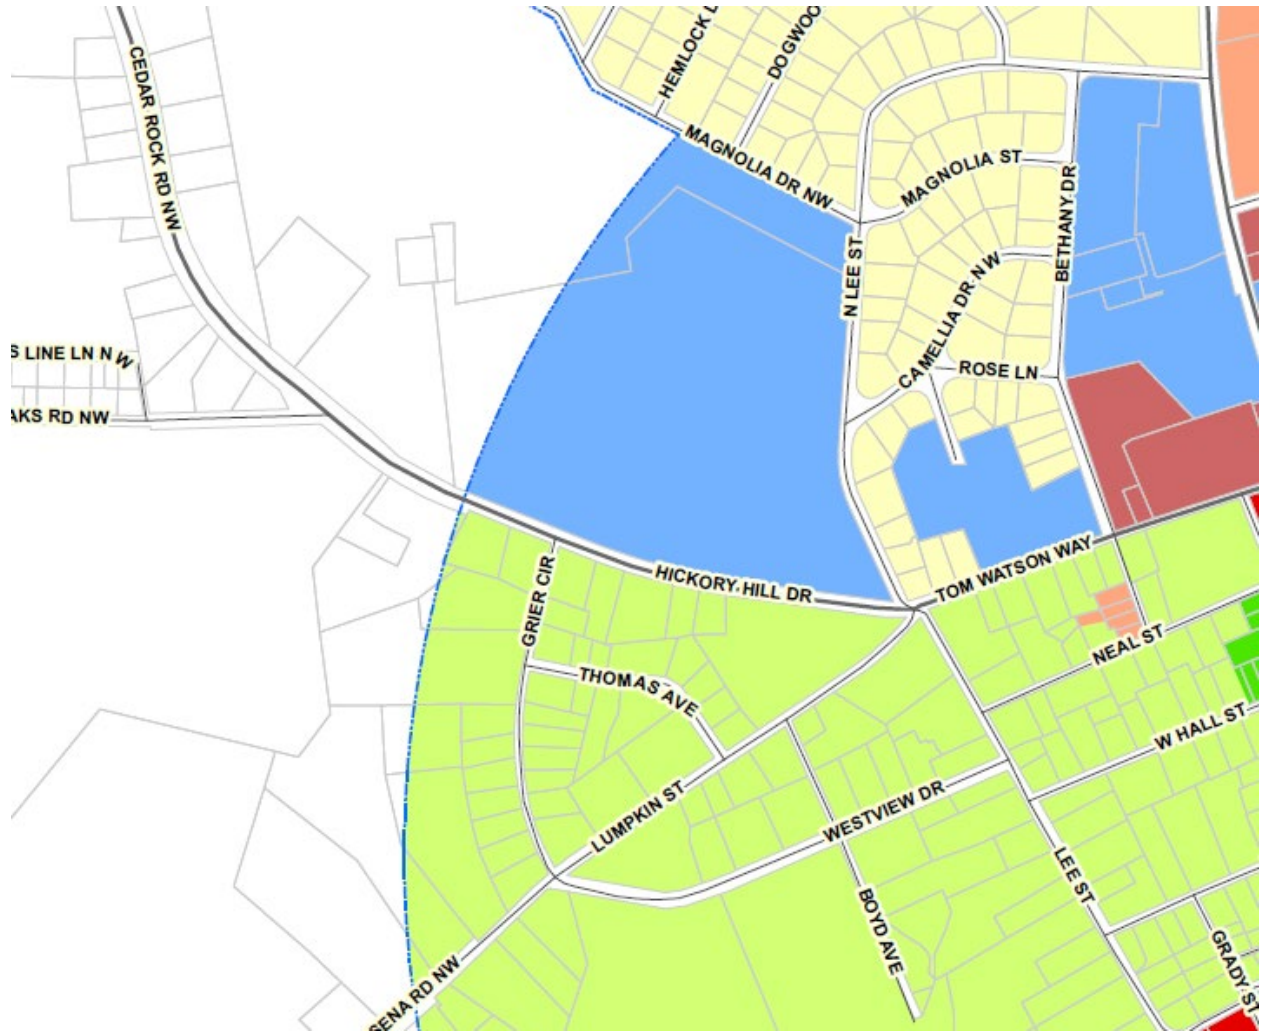 HEMLOCK L
DOGWOO
CEDAR ROCK RD NW
MAGNOLIA DR NW
MAGNOLIA ST
BETHANY DR
N LEE ST
CAMELLIA DR NW
S LINE LN NW
ROSE LN
AKS RD NW
HICKORY HILL DR
TOM WATSON WAY
GRIER CIR
NEAL ST
THOMAS AVE
W HALL ST
LUMPKIN ST
WESTVIEW DR
LEE ST
BOYD AVE
GRADY ST
SENA RD NW